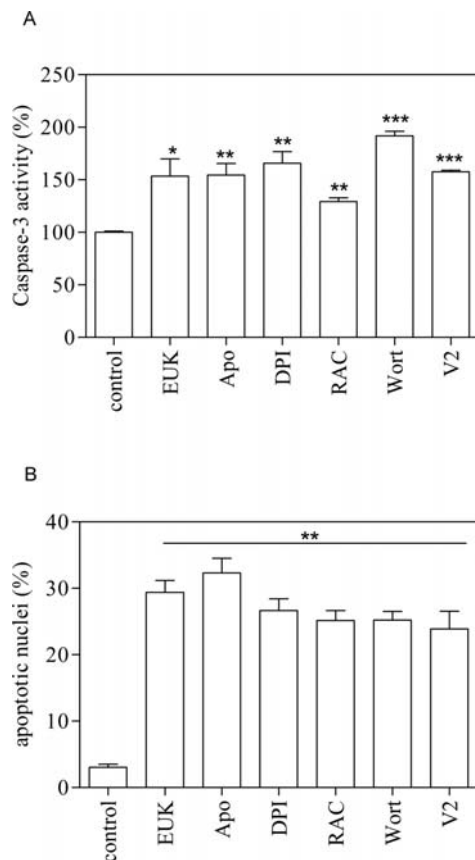 A
Caspase-3 activity (%)
250
200
150
100
50
0
*
**
**
**
***
***
control
EUK
Apo
DPI
RAC
Wort
V2
B
apoptotic nuclei (%)
40
30
20
10
0
**
control
EUK
Apo
DPI
RAC
Wort
V2